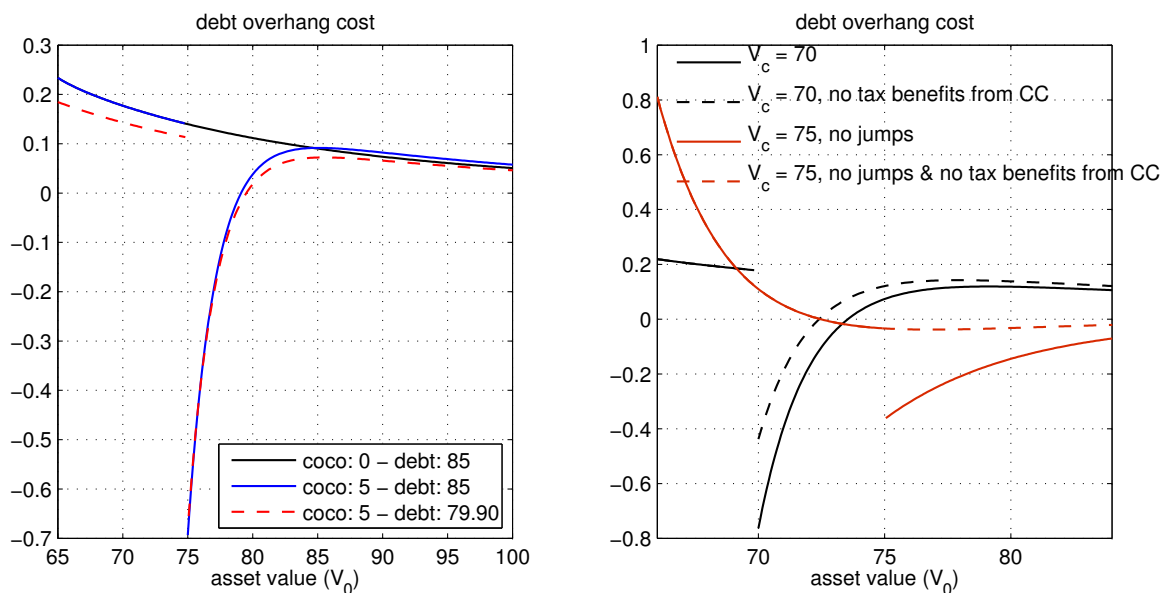 debt overhang cost
0.3
0.2
0.1
0
−0.1
−0.2
−0.3
−0.4
−0.5
−0.6
−0.7
65 70 75 80 85 90 95 100
asset value (V0)
coco: 0 − debt: 85
coco: 5 − debt: 85
coco: 5 − debt: 79.90
debt overhang cost
1
0.8
0.6
0.4
0.2
0
−0.2
−0.4
−0.6
−0.8
70 75 80
asset value (V0)
Vc = 70
Vc = 70, no tax benefits from CC
Vc = 75, no jumps
Vc = 75, no jumps & no tax benefits from CC